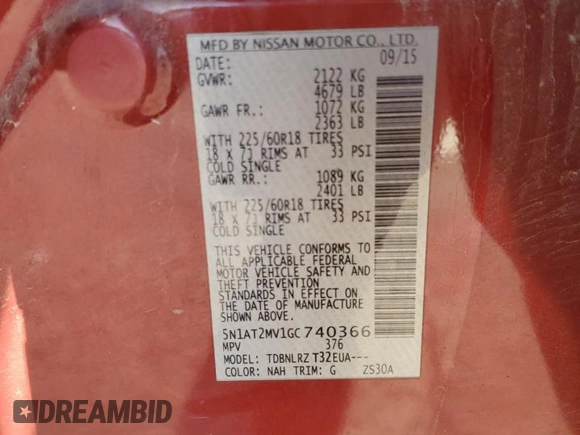 MFD BY NISSAN MOTOR CO., LTD.
DATE: 09/15
GVWR: 2122 KG
4679 LB
GAWR FR.: 1072 KG
2363 LB
WITH 225/60R18 TIRES
18 X 7J RIMS AT 33 PSI
COLD SINGLE
GAWR RR.: 1089 KG
2401 LB
WITH 225/60R18 TIRES
18 X 7J RIMS AT 33 PSI
COLD SINGLE
THIS VEHICLE CONFORMS TO
ALL APPLICABLE FEDERAL
MOTOR VEHICLE SAFETY AND
THEFT PREVENTION
STANDARDS IN EFFECT ON
THE DATE OF MANUFACTURE
SHOWN ABOVE.
5N1AT2MV1GC740366
MPV 376
MODEL: TDBNLRZ T32EUA---
COLOR: NAH TRIM: G ZS30A
DREAMBID